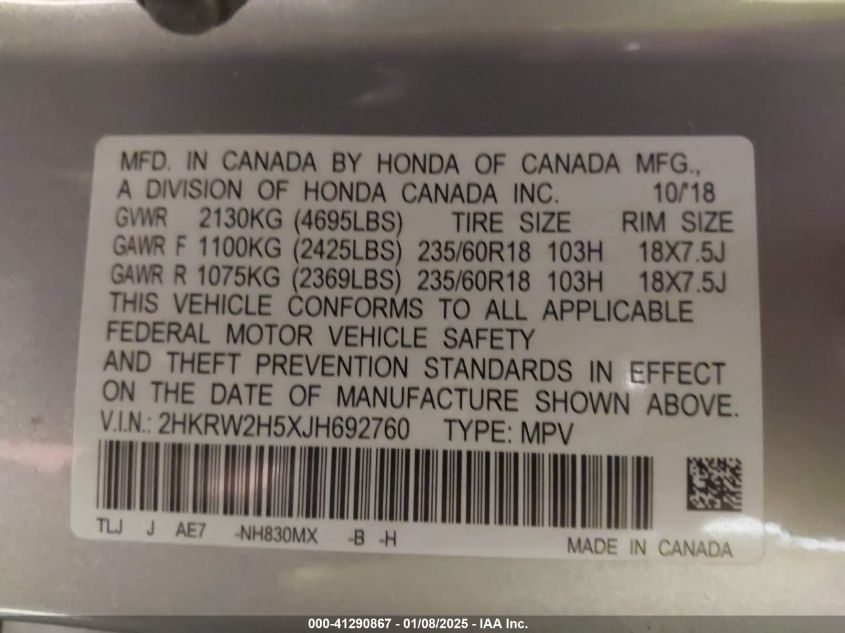 MFD. IN CANADA BY HONDA OF CANADA MFG.,
A DIVISION OF HONDA CANADA INC. 10/'18
GVWR 2130KG (4695LBS) TIRE SIZE RIM SIZE
GAWR F 1100KG (2425LBS) 235/60R18 103H 18X7.5J
GAWR R 1075KG (2369LBS) 235/60R18 103H 18X7.5J
THIS VEHICLE CONFORMS TO ALL APPLICABLE
FEDERAL MOTOR VEHICLE SAFETY
AND THEFT PREVENTION STANDARDS IN EFFECT
ON THE DATE OF MANUFACTURE SHOWN ABOVE.
V.I.N.: 2HKRW2H5XJH692760 TYPE: MPV
TLJ J AE7 -NH830MX -B -H
MADE IN CANADA
000-41290867 - 01/08/2025 - IAA Inc.